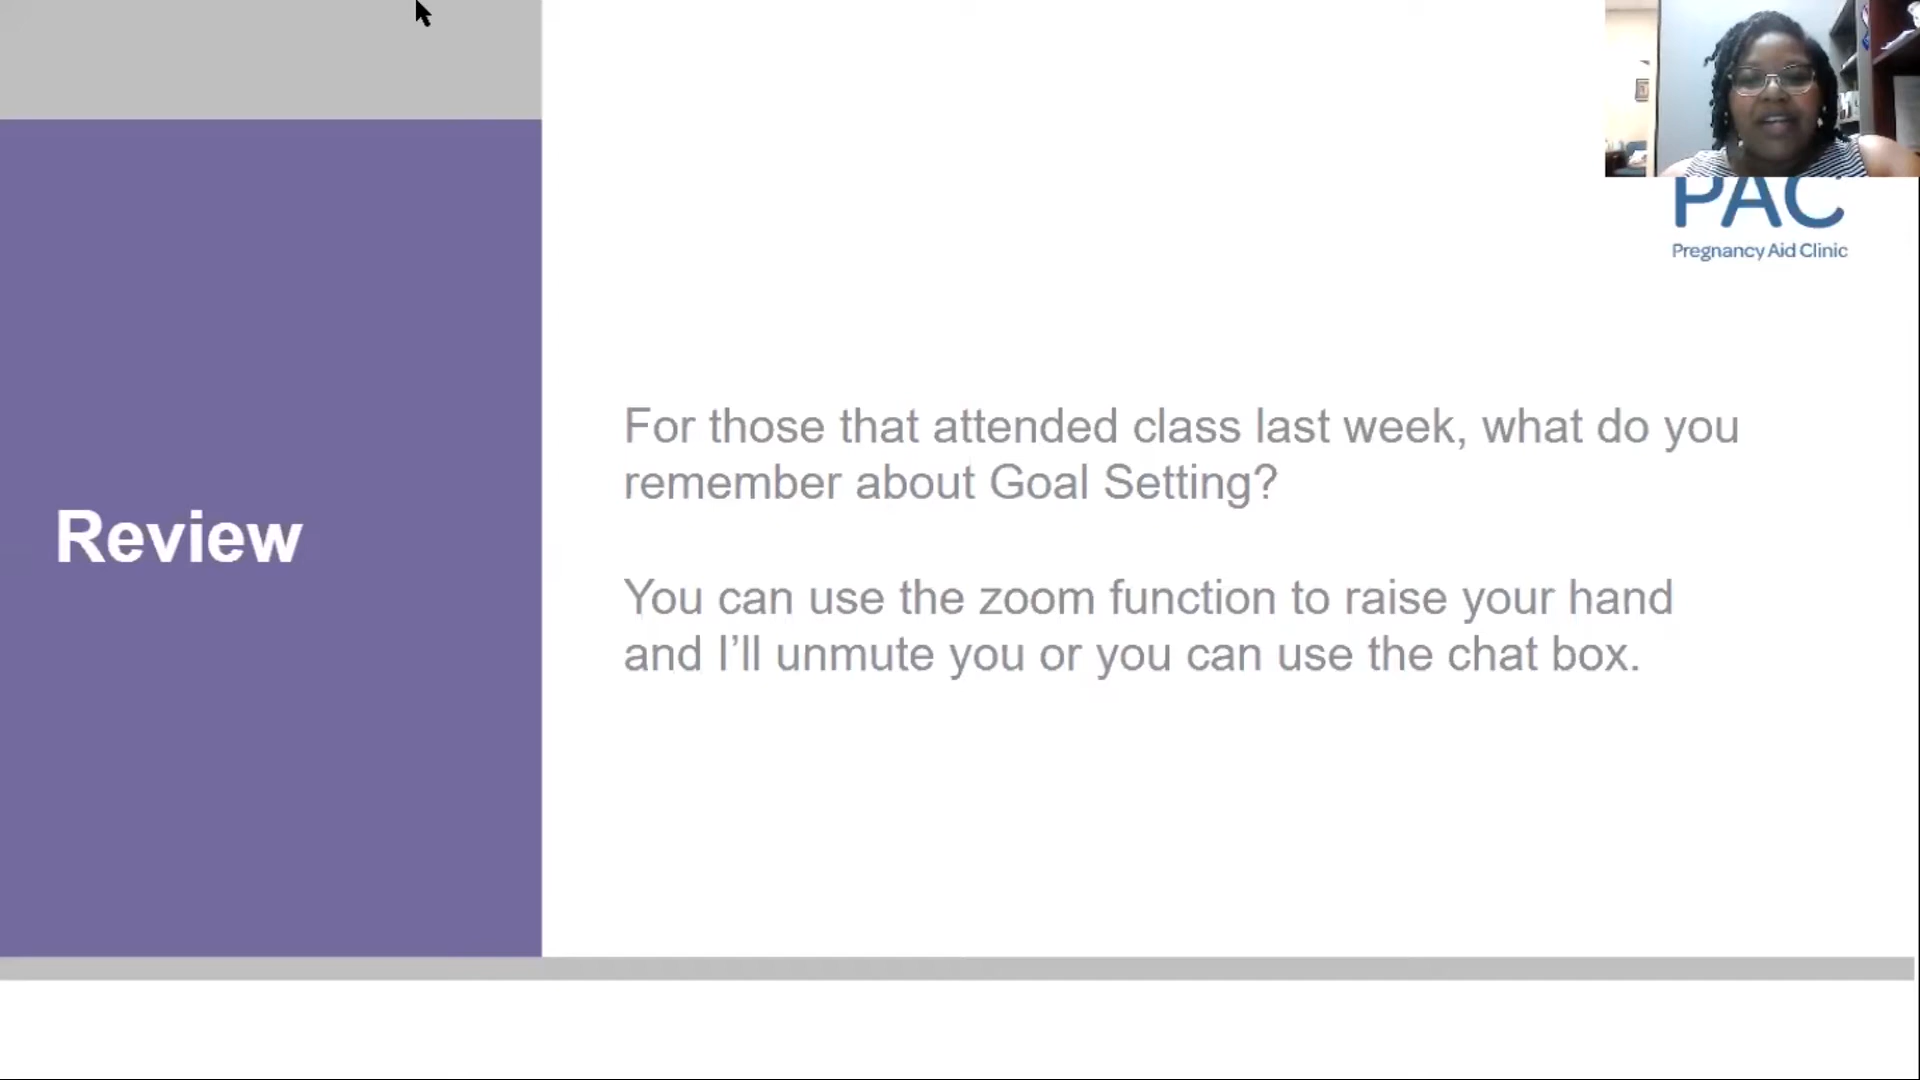 PAC
Pregnancy Aid Clinic
For those that attended class last week, what do you
remember about Goal Setting?
Review
You can use the zoom function to raise your hand
and I’ll unmute you or you can use the chat box.